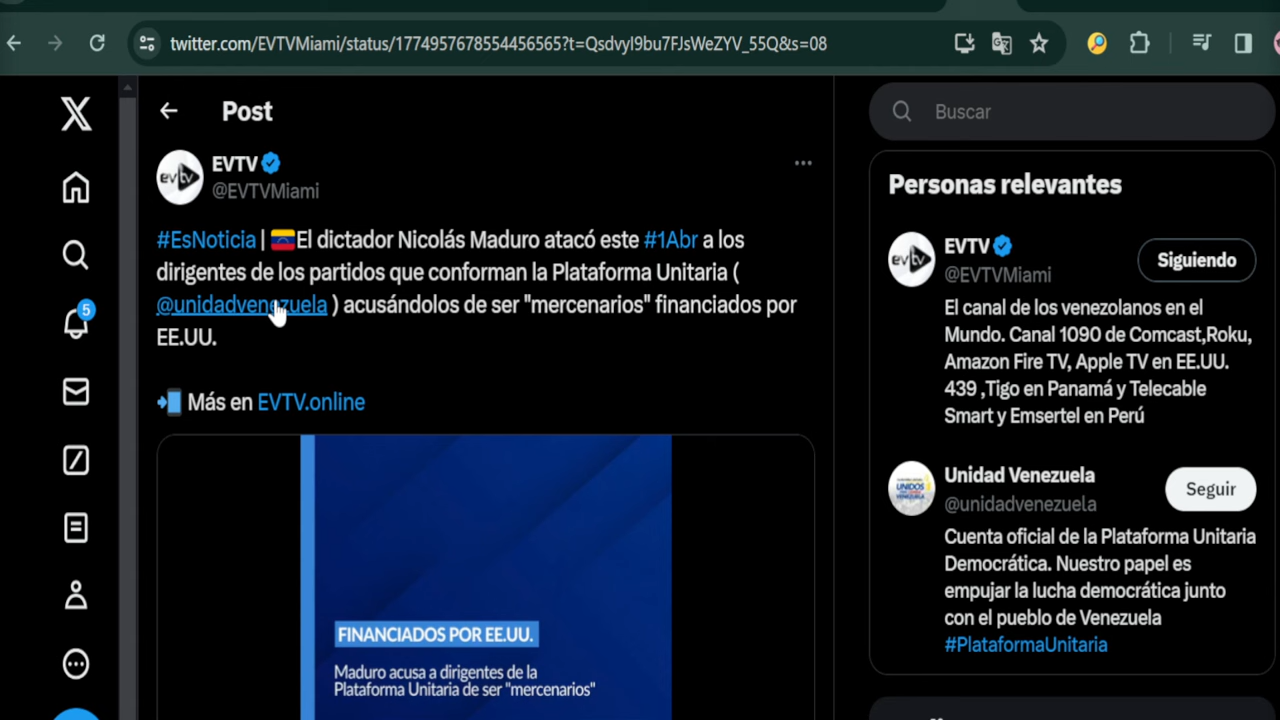 twitter.com/EVTVMiami/status/1774957678554456565?t=QsdvyI9bu7FJsWeZYV_55Q&s=08
Post
EVTV
@EVTVMiami
#EsNoticia | 🇻🇪El dictador Nicolás Maduro atacó este #1Abr a los
dirigentes de los partidos que conforman la Plataforma Unitaria (
@unidadvenezuela ) acusándolos de ser "mercenarios" financiados por
EE.UU.
📲 Más en EVTV.online
FINANCIADOS POR EE.UU.
Maduro acusa a dirigentes de la
Plataforma Unitaria de ser "mercenarios"
5
Buscar
Personas relevantes
evtv
EVTV
@EVTVMiami
Siguiendo
El canal de los venezolanos en el
Mundo. Canal 1090 de Comcast,Roku,
Amazon Fire TV, Apple TV en EE.UU.
439 ,Tigo en Panamá y Telecable
Smart y Emsertel en Perú
Unidad Venezuela
@unidadvenezuela
Seguir
Cuenta oficial de la Plataforma Unitaria
Democrática. Nuestro papel es
empujar la lucha democrática junto
con el pueblo de Venezuela
#PlataformaUnitaria